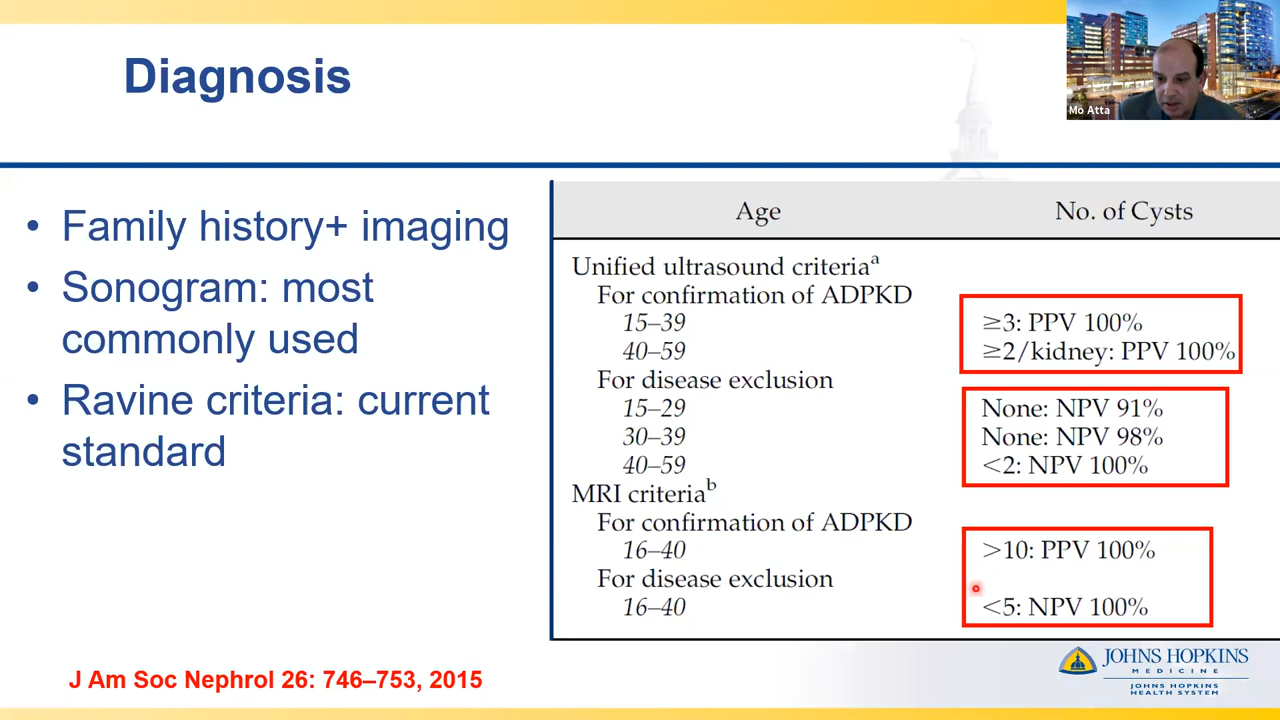 Diagnosis
Mo Atta
• Family history+ imaging
• Sonogram: most
commonly used
• Ravine criteria: current
standard
Age No. of Cysts
Unified ultrasound criteriaᵃ
For confirmation of ADPKD
15–39 ≥3: PPV 100%
40–59 ≥2/kidney: PPV 100%
For disease exclusion
15–29 None: NPV 91%
30–39 None: NPV 98%
40–59 <2: NPV 100%
MRI criteriaᵇ
For confirmation of ADPKD
16–40 >10: PPV 100%
For disease exclusion
16–40 <5: NPV 100%
J Am Soc Nephrol 26: 746–753, 2015
JOHNS HOPKINS
MEDICINE
JOHNS HOPKINS
HEALTH SYSTEM